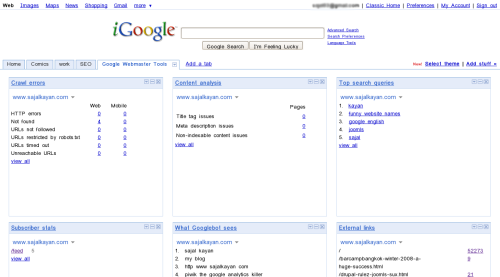 Web Images Maps News Shopping Gmail more ▼
@gmail.com | Classic Home | Preferences | My Account | Sign out
iGoogle
Advanced Search
Search Preferences
Language Tools
Google Search I'm Feeling Lucky
Home Comics work SEO Google Webmaster Tools Add a tab
New! Select theme | Add stuff »
Crawl errors
www.sajalkayan.com
Web Mobile
HTTP errors 0 0
Not found 4 0
URLs not followed 0 0
URLs restricted by robots.txt 0 0
URLs timed out 0 0
Unreachable URLs 0 0
view all
Content analysis
www.sajalkayan.com
Pages
Title tag issues 0
Meta description issues 0
Non-indexable content issues 0
view all
Top search queries
www.sajalkayan.com
1. kayan
2. funny website names
3. google english
4. joomla
5. sajal
view all
Subscriber stats
www.sajalkayan.com
/feed 5
view all
What Googlebot sees
www.sajalkayan.com
1. sajal kayan
2. my blog
3. http www sajalkayan com
4. piwik the google analytics killer
External links
www.sajalkayan.com
/ 52273
/barcampbangkok-winter-2008-a-huge-success.html 8
/drupal-nulez-joomla-sux.html 21